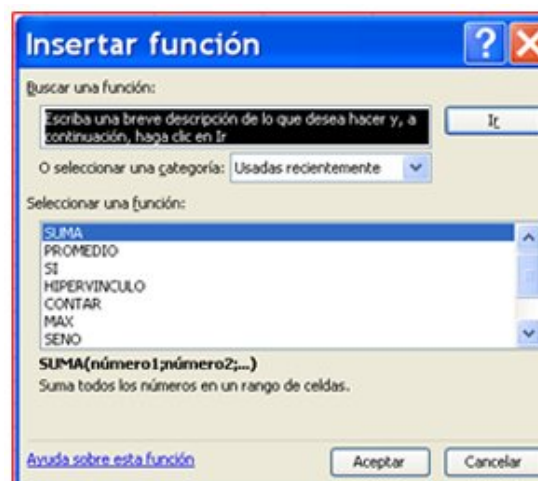 Insertar función
Buscar una función:
Escriba una breve descripción de lo que desea hacer y, a
continuación, haga clic en Ir
Ir
O seleccionar una categoría: Usadas recientemente
Seleccionar una función:
SUMA
PROMEDIO
SI
HIPERVINCULO
CONTAR
MAX
SENO
SUMA(número1;número2;...)
Suma todos los números en un rango de celdas.
Ayuda sobre esta función
Aceptar
Cancelar